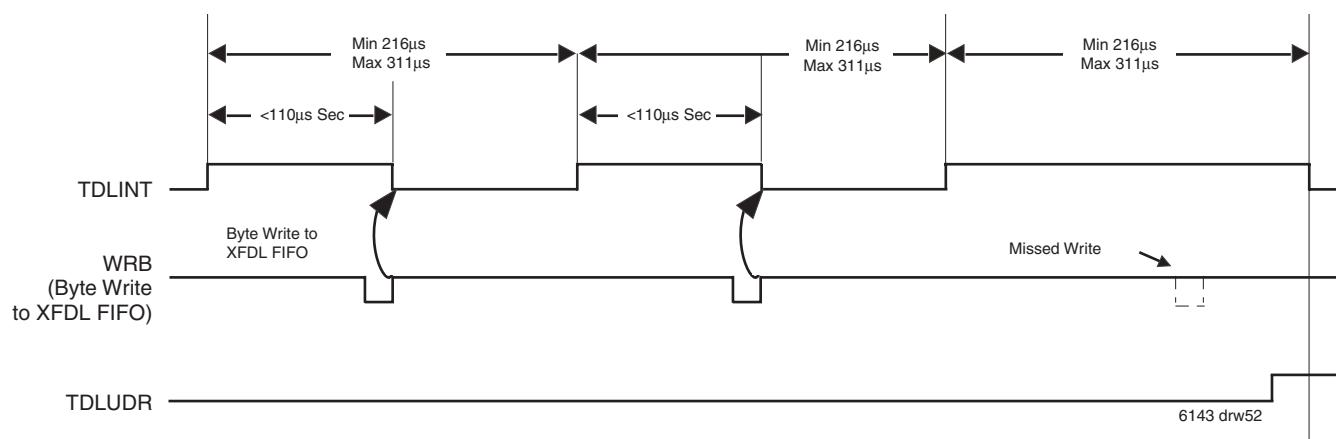 Min 216μs
Max 311μs
Min 216μs
Max 311μs
Min 216μs
Max 311μs
<110μs Sec
<110μs Sec
TDLINT
Byte Write to
XFDL FIFO
WRB
(Byte Write
to XFDL FIFO)
Missed Write
TDLUDR
6143 drw52